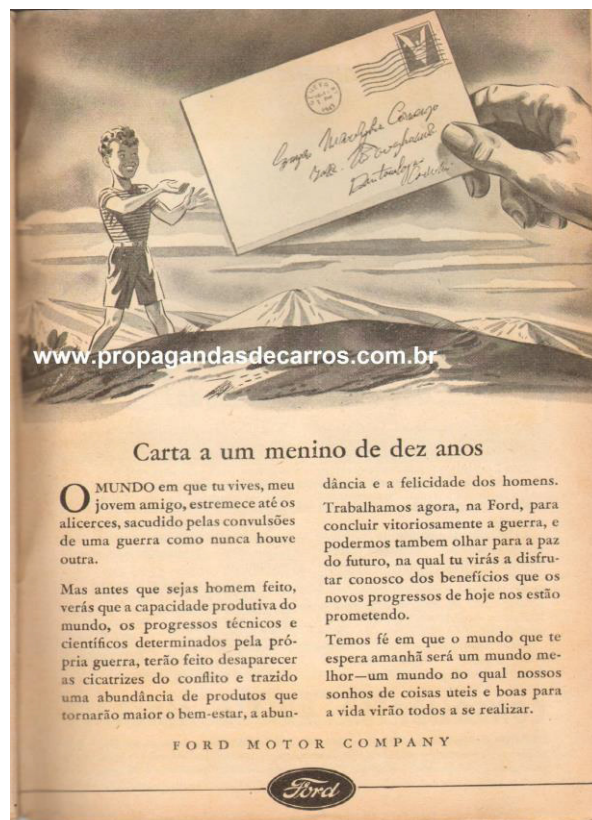 www.propagandasdecarros.com.br
Carta a um menino de dez anos
O MUNDO em que tu vives, meu
jovem amigo, estremece até os
alicerces, sacudido pelas convulsões
de uma guerra como nunca houve
outra.
Mas antes que sejas homem feito,
verás que a capacidade produtiva do
mundo, os progressos técnicos e
científicos determinados pela pró-
pria guerra, terão feito desaparecer
as cicatrizes do conflito e trazido
uma abundância de produtos que
tornarão maior o bem-estar, a abun-
dância e a felicidade dos homens.
Trabalhamos agora, na Ford, para
concluir vitoriosamente a guerra, e
podermos tambem olhar para a paz
do futuro, na qual tu virás a disfru-
tar conosco dos benefícios que os
novos progressos de hoje nos estão
prometendo.
Temos fé em que o mundo que te
espera amanhã será um mundo me-
lhor—um mundo no qual nossos
sonhos de coisas uteis e boas para
a vida virão todos a se realizar.
FORD MOTOR COMPANY
Ford